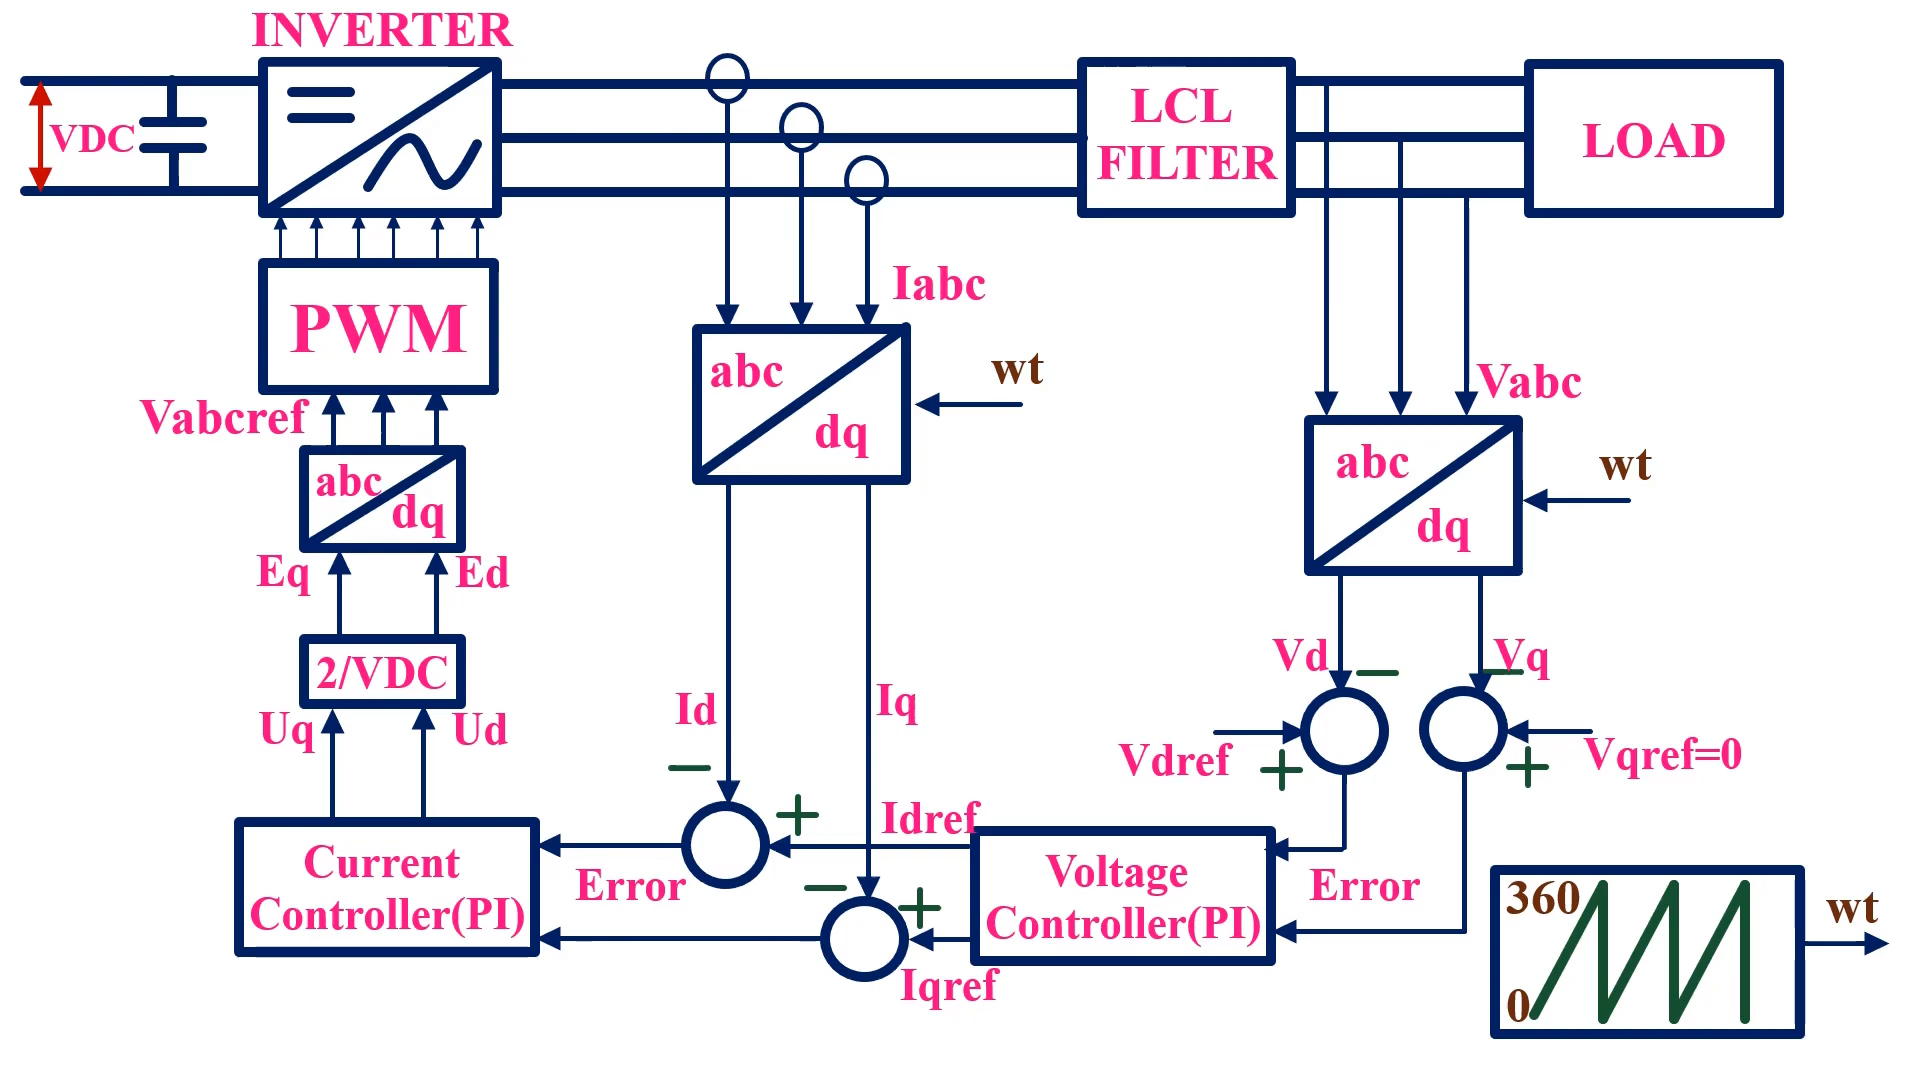 INVERTER
VDC
LCL
FILTER
LOAD
PWM
Iabc
abc
dq
wt
Vabc
abc
dq
wt
Vabcref
abc
dq
Eq
Ed
2/VDC
Uq
Ud
Id
Iq
Vd
Vq
Vdref
Vqref=0
Idref
Iqref
Error
Error
Current
Controller(PI)
Voltage
Controller(PI)
360
0
wt